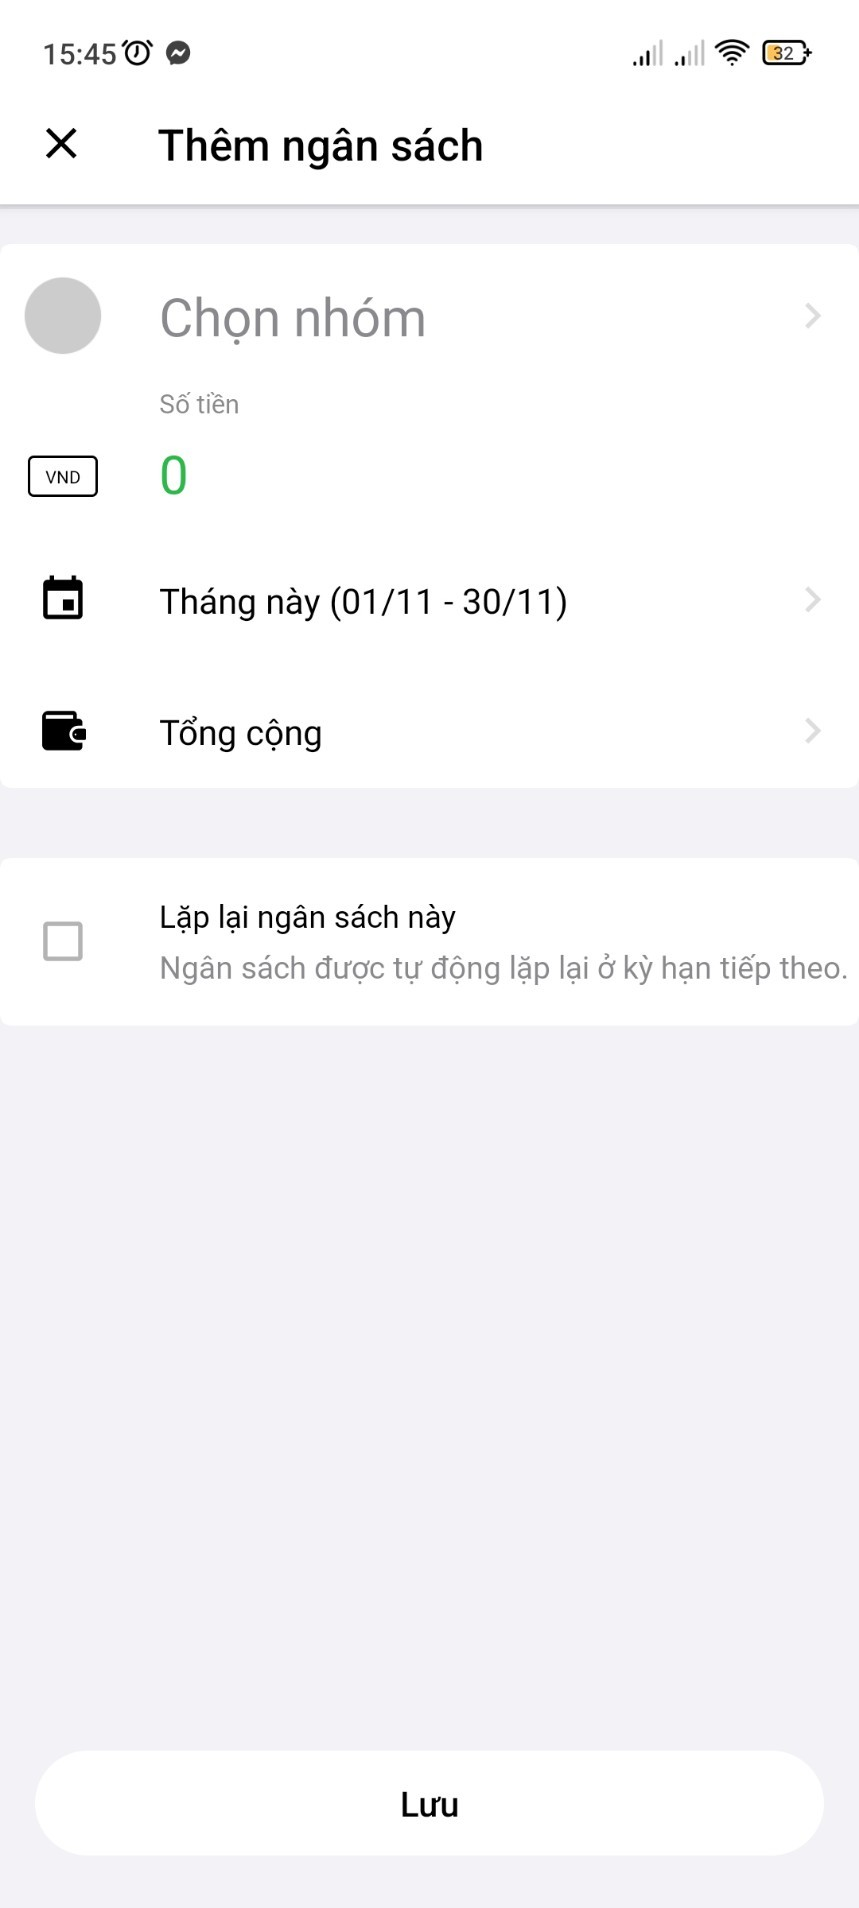 15:45
32
Thêm ngân sách
Chọn nhóm
Số tiền
VND
0
Tháng này (01/11 - 30/11)
Tổng cộng
Lặp lại ngân sách này
Ngân sách được tự động lặp lại ở kỳ hạn tiếp theo.
Lưu